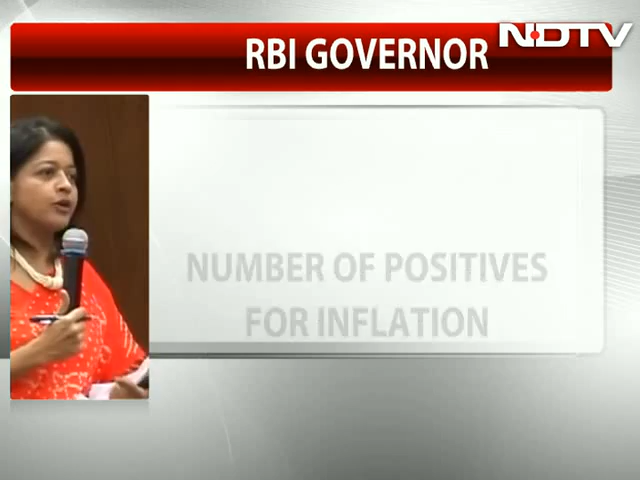 RBI GOVERNOR
NDTV
NUMBER OF POSITIVES
FOR INFLATION